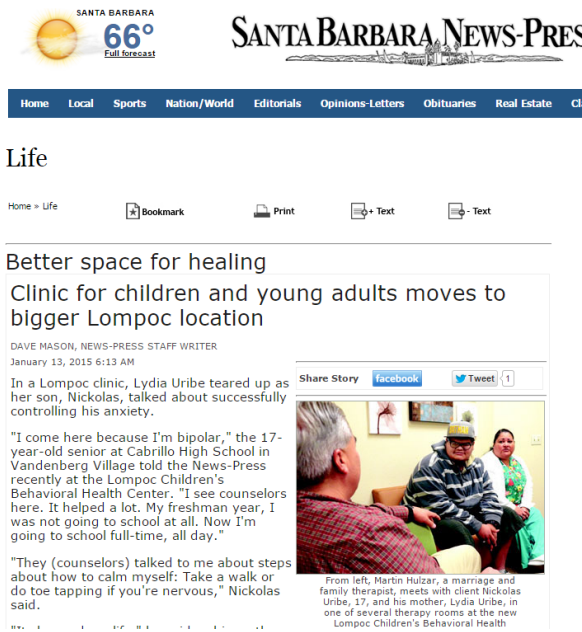 SANTA BARBARA
66°
Full forecast
SANTA BARBARA NEWS-PRES
Home Local Sports Nation/World Editorials Opinions-Letters Obituaries Real Estate Cl
Life
Home » Life Bookmark Print + Text - Text
Better space for healing
Clinic for children and young adults moves to
bigger Lompoc location
DAVE MASON, NEWS-PRESS STAFF WRITER
January 13, 2015 6:13 AM
Share Story facebook Tweet 1
In a Lompoc clinic, Lydia Uribe teared up as
her son, Nickolas, talked about successfully
controlling his anxiety.
"I come here because I'm bipolar," the 17-
year-old senior at Cabrillo High School in
Vandenberg Village told the News-Press
recently at the Lompoc Children's
Behavioral Health Center. "I see counselors
here. It helped a lot. My freshman year, I
was not going to school at all. Now I'm
going to school full-time, all day."
"They (counselors) talked to me about steps
about how to calm myself: Take a walk or
do toe tapping if you're nervous," Nickolas
said.
From left, Martin Hulzar, a marriage and
family therapist, meets with client Nickolas
Uribe, 17, and his mother, Lydia Uribe, in
one of several therapy rooms at the new
Lompoc Children's Behavioral Health